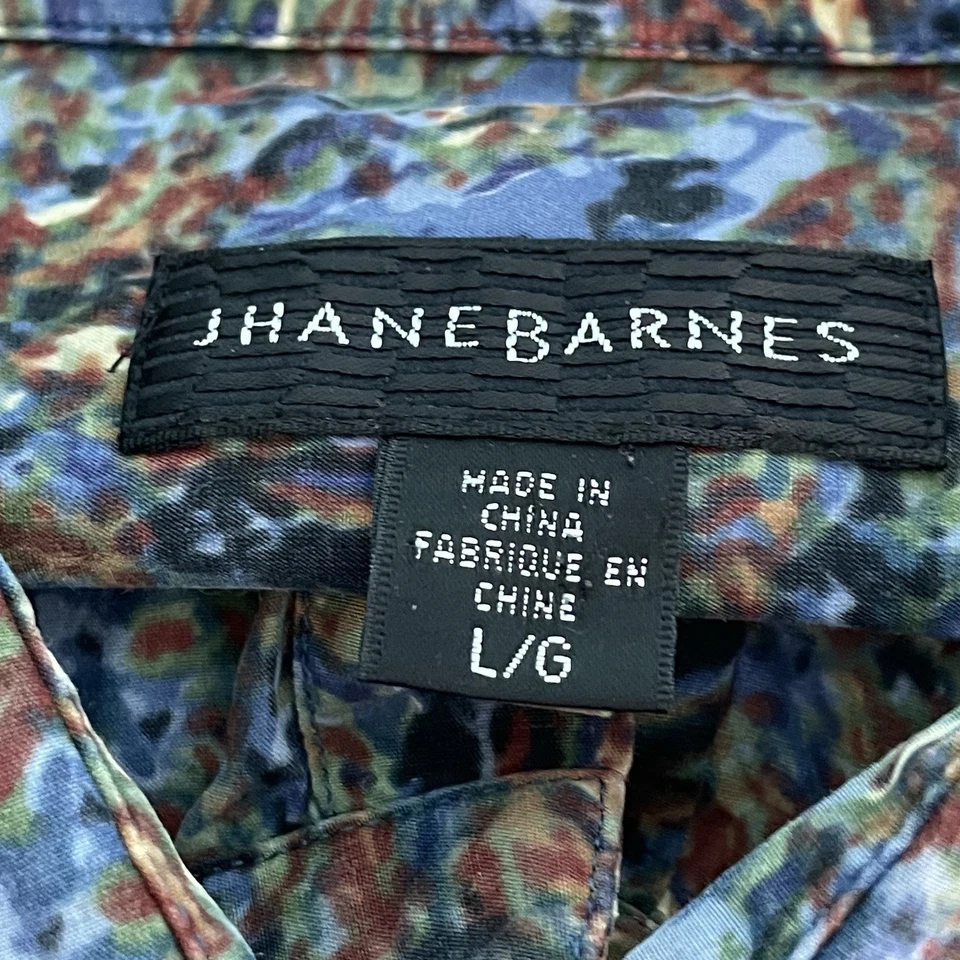 JHANEBARNES
MADE IN
CHINA
FABRIQUE EN
CHINE
L/G